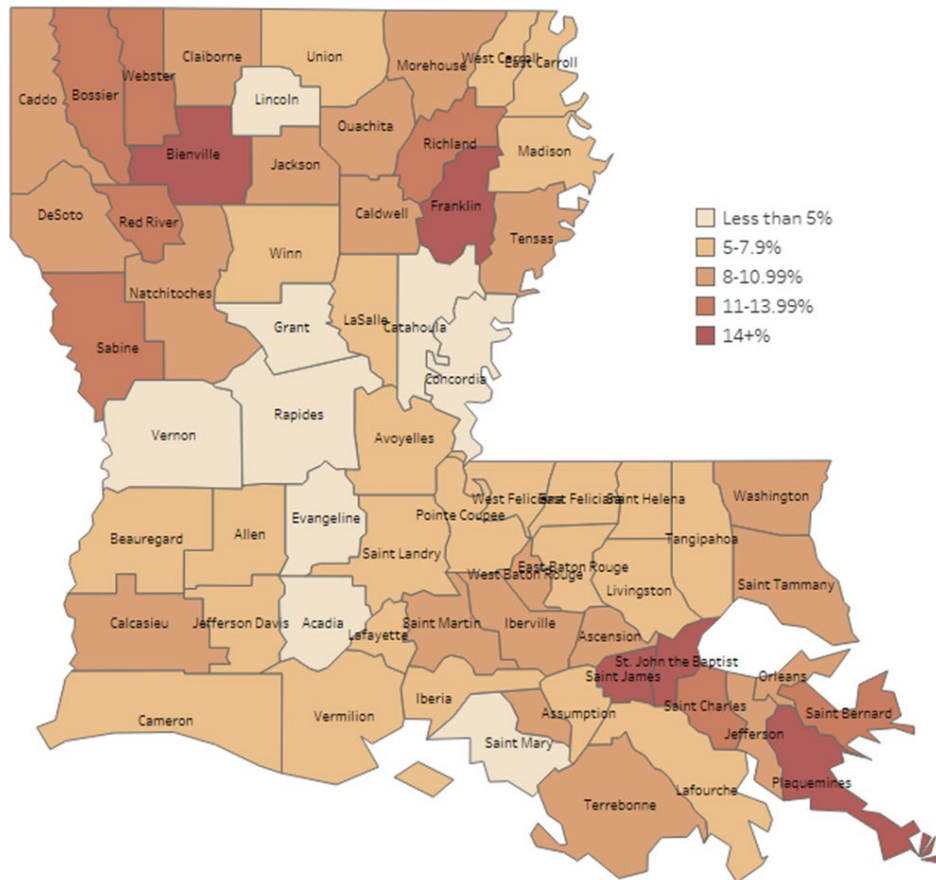 Claiborne
Union
Morehouse
West Carroll
East Carroll
Webster
Bossier
Caddo
Lincoln
Ouachita
Richland
Madison
Bienville
Jackson
Franklin
DeSoto
Red River
Caldwell
Tensas
Winn
Natchitoches
LaSalle
Catahoula
Grant
Sabine
Concordia
Rapides
Vernon
Avoyelles
Less than 5%
5-7.9%
8-10.99%
11-13.99%
14+%
West Feliciana
East Feliciana
Saint Helena
Washington
Pointe Coupee
Evangeline
Beauregard
Allen
Tangipahoa
Saint Landry
East Baton Rouge
West Baton Rouge
Livingston
Saint Tammany
Calcasieu
Jefferson Davis
Acadia
Lafayette
Saint Martin
Iberville
Ascension
St. John the Baptist
Saint James
Orleans
Iberia
Saint Charles
Saint Bernard
Cameron
Vermilion
Assumption
Jefferson
Saint Mary
Plaquemines
Lafourche
Terrebonne